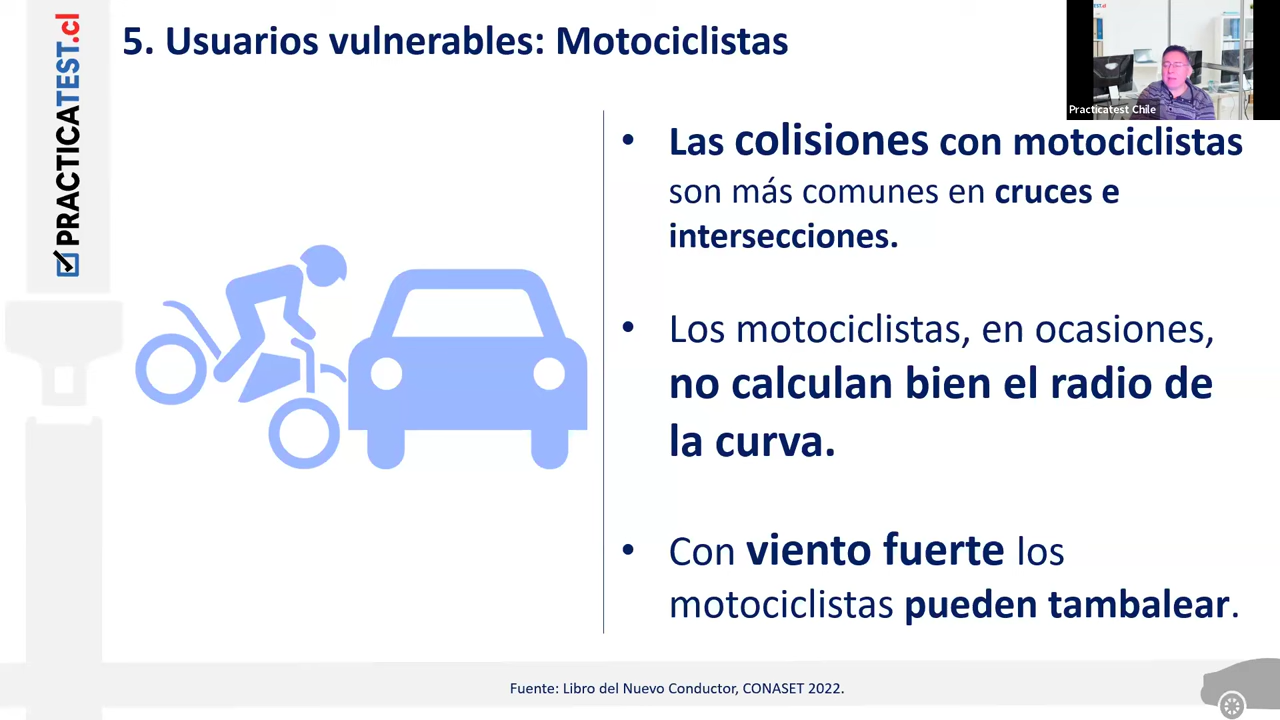 PRACTICATEST.cl
5. Usuarios vulnerables: Motociclistas
Practicatest Chile
• Las colisiones con motociclistas
son más comunes en cruces e
intersecciones.
• Los motociclistas, en ocasiones,
no calculan bien el radio de
la curva.
• Con viento fuerte los
motociclistas pueden tambalear.
Fuente: Libro del Nuevo Conductor, CONASET 2022.